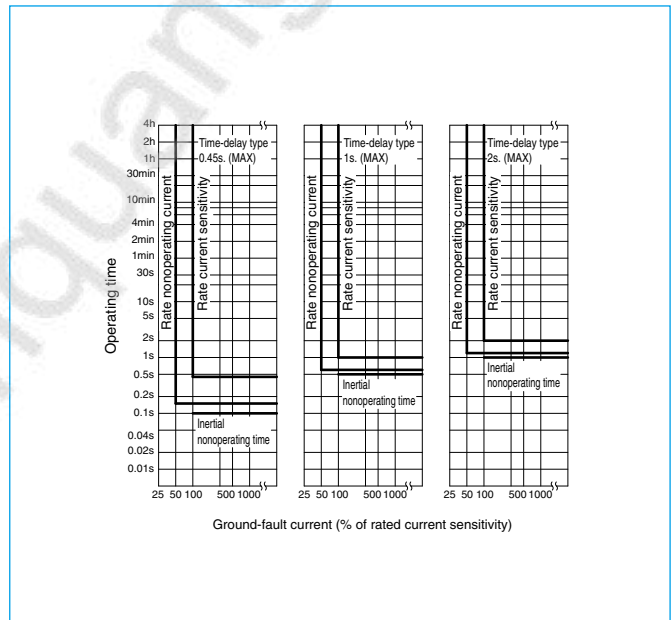 4h
2h
1h
30min
10min
4min
2min
1min
30s
10s
5s
2s
1s
0.5s
0.2s
0.1s
0.04s
0.02s
0.01s
Operating time
Rate nonoperating current
Rate current sensitivity
Time-delay type
0.45s. (MAX)
Inertial
nonoperating time
25 50 100 500 1000
Rate nonoperating current
Rate current sensitivity
Time-delay type
1s. (MAX)
Inertial
nonoperating time
25 50 100 500 1000
Rate nonoperating current
Rate current sensitivity
Time-delay type
2s. (MAX)
Inertial
nonoperating time
25 50 100 500 1000
Ground-fault current (% of rated current sensitivity)